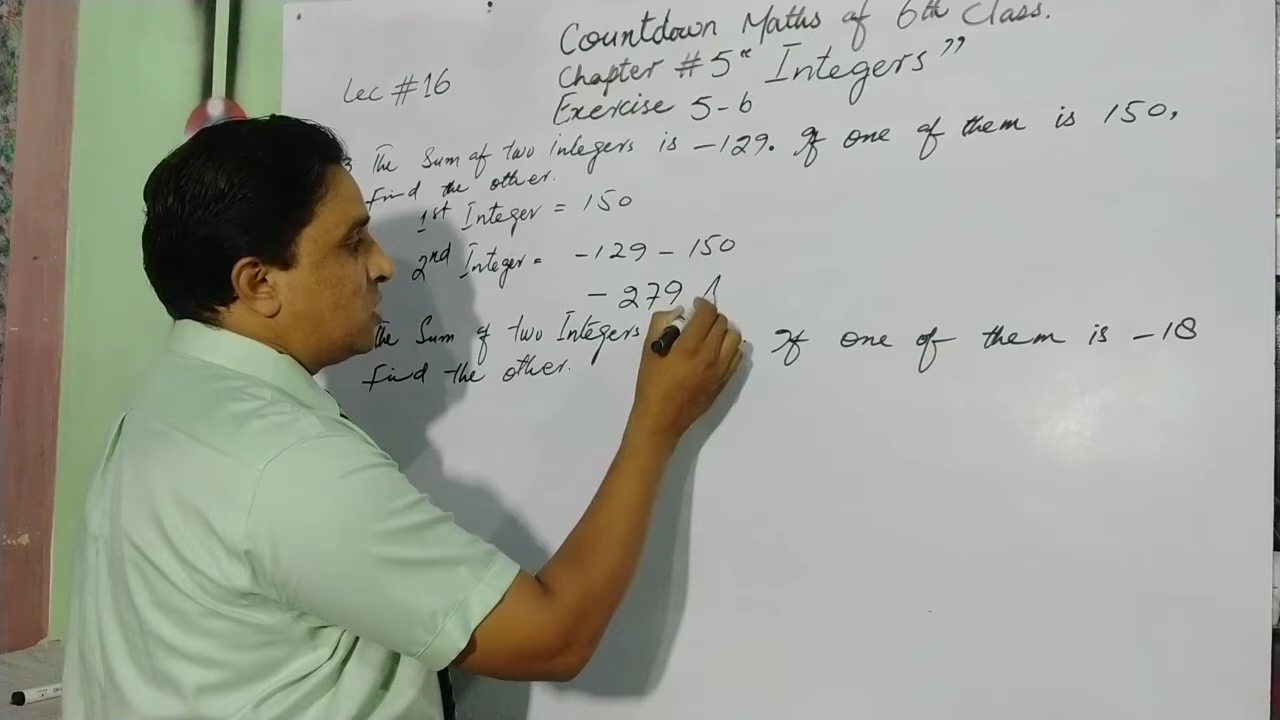 Countdown Maths of 6th Class.
Lec #16
Chapter #5 "Integers"
Exercise 5-b
3 The Sum of two integers is -129. If one of them is 150,
find the other.
1st Integer = 150
2nd Integer = -129 - 150
- 279 A
The Sum of two Integers If one of them is -18
Find the other.